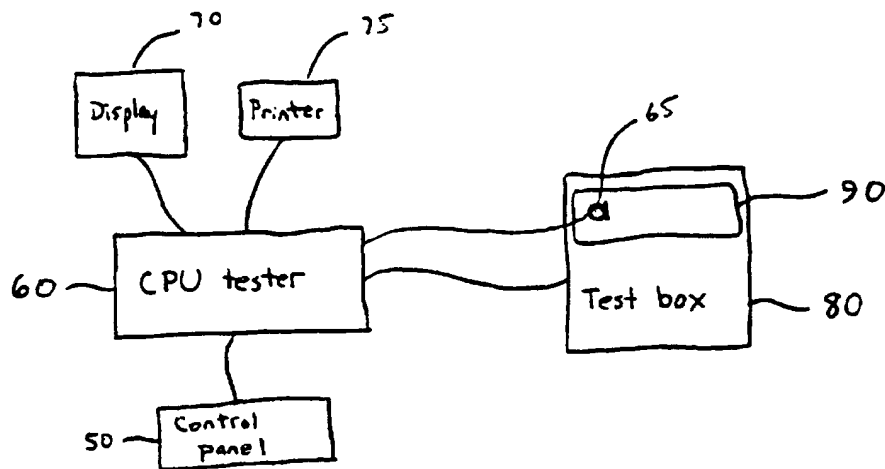 70
75
Display
Printer
65
90
60
CPU tester
Test box
80
50
Control
panel